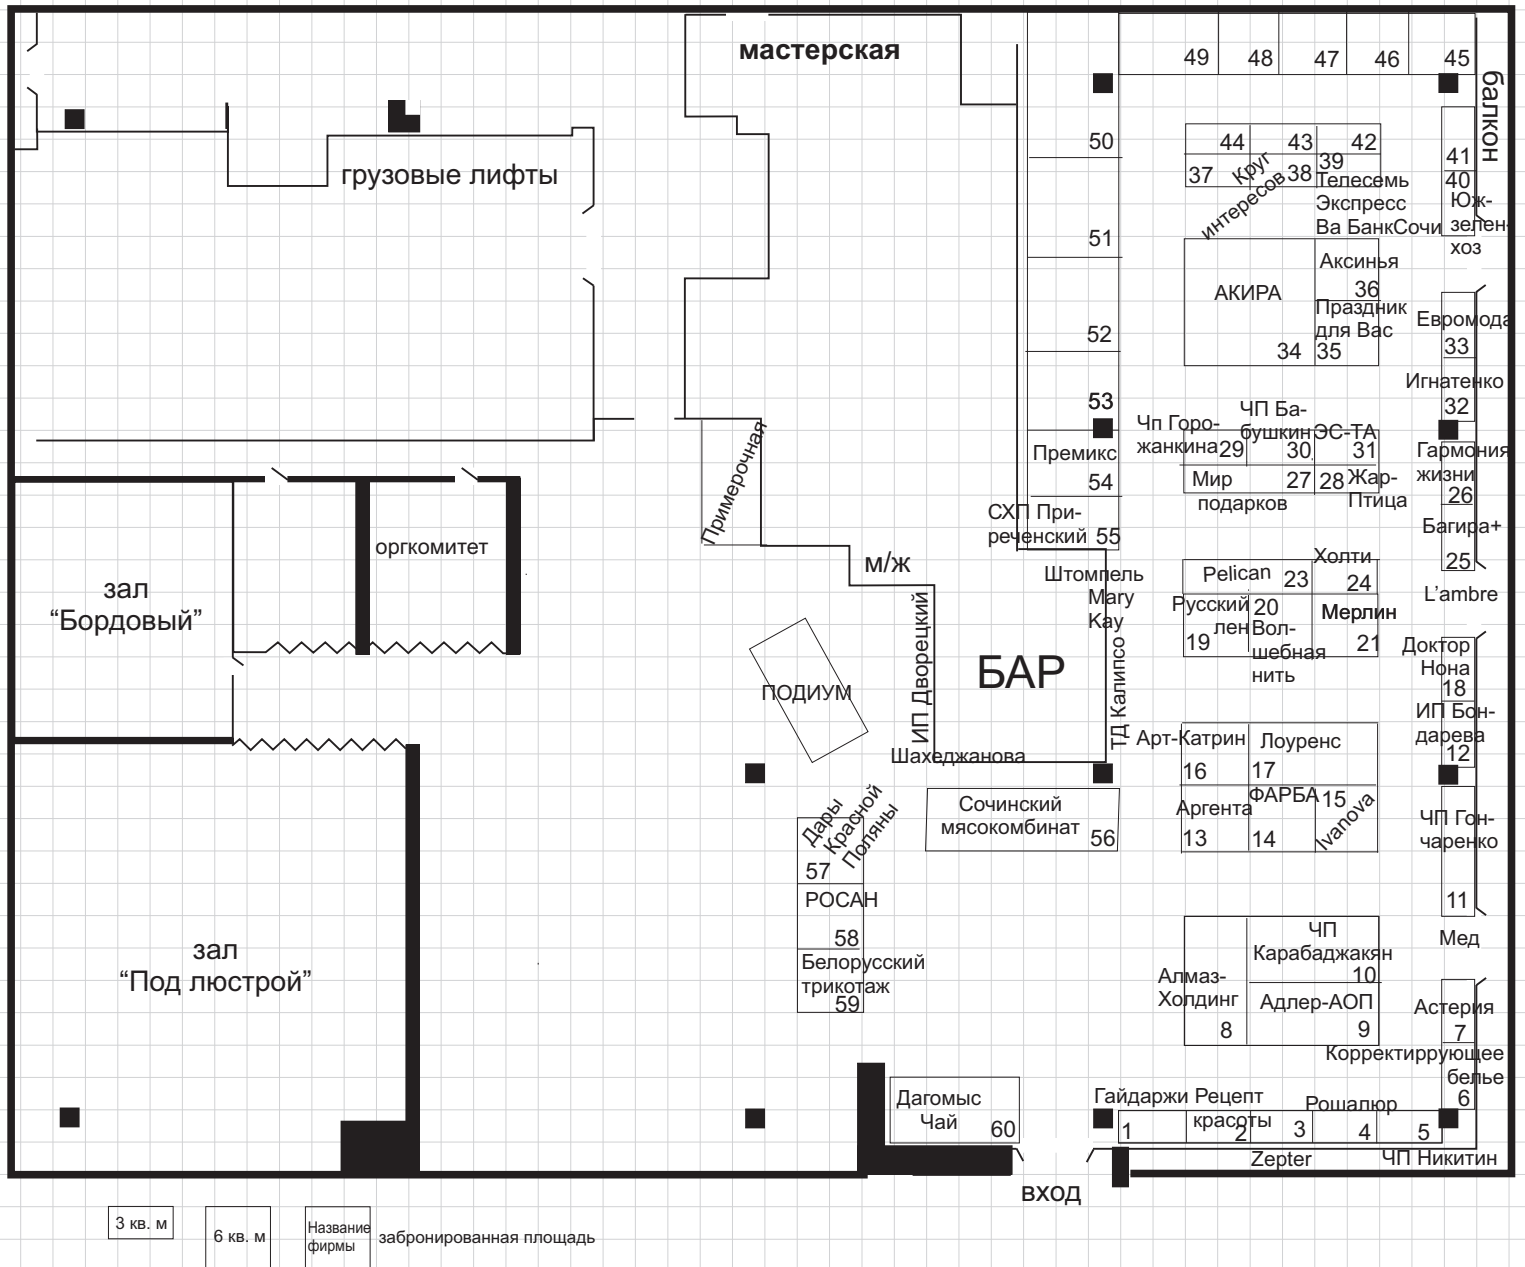 мастерская
49
48
47
46
45
балкон
грузовые лифты
50
51
52
53
44
43
42
41
37
Круг
интересов
38
39
Телесемь
Экспресс
Ва БанкСочи
40
Юж-
зелен-
хоз
АКИРА
34
Аксинья
36
Праздник
для Вас
35
Евромода
33
Игнатенко
32
Примерочная
Премикс
54
СХП При-
реченский
55
Чп Горо-
жанкина
29
ЧП Ба-
бушкин
30
ЭС-ТА
31
Мир
подарков
27
28
Жар-
Птица
Гармония
жизни
26
Багира+
25
L'ambre
оргкомитет
зал
“Бордовый”
м/ж
ИП Дворецкий
БАР
Штомпель
Mary
Kay
ТД Калипсо
Шахеджанова
ПОДИУМ
Pelican
23
Холти
24
Русский
лен
19
20
Вол-
шебная
нить
Мерлин
21
Доктор
Нона
18
ИП Бон-
дарева
12
Арт-Катрин
16
Лоуренс
17
Аргента
13
ФАРБА
14
15
Ivanova
ЧП Гон-
чаренко
11
Мед
Сочинский
мясокомбинат
56
Дары
Красной
Поляны
57
РОСАН
58
Белорусский
трикотаж
59
зал
“Под люстрой”
ЧП
Карабаджакян
10
Алмаз-
Холдинг
8
Адлер-АОП
9
Астерия
7
Корректиррующее
белье
6
Дагомыс
Чай
60
Гайдаржи
1
Рецепт
красоты
2
3
Рошалюр
4
5
Zepter
ЧП Никитин
вход
3 кв. м
6 кв. м
Название
фирмы
забронированная площадь